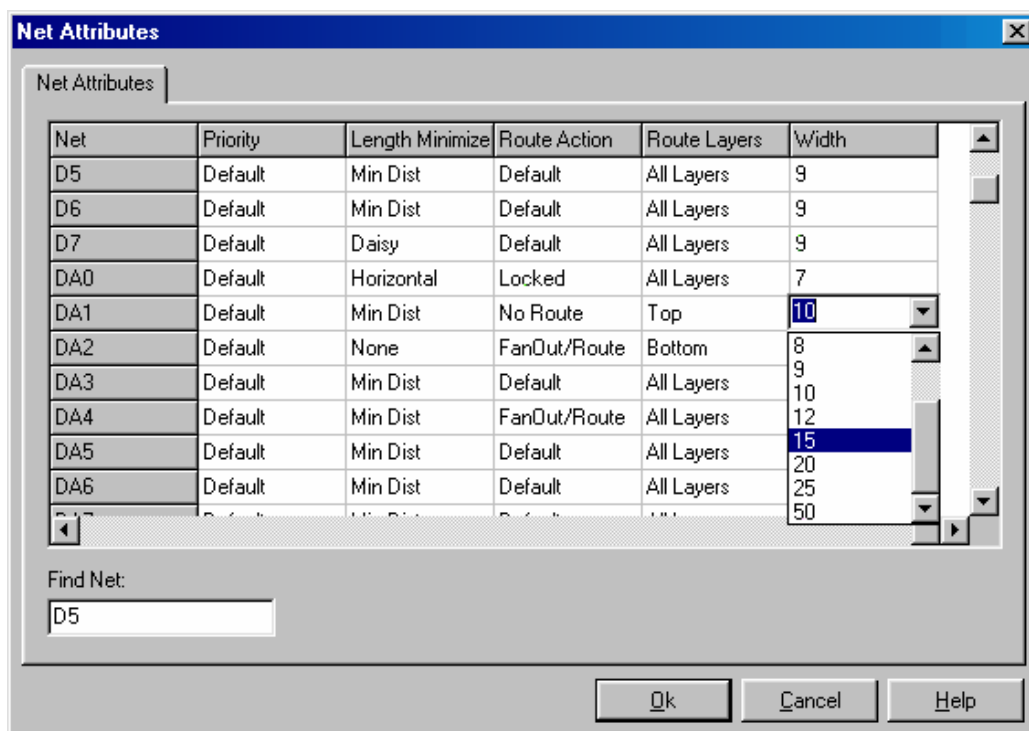 Net Attributes
Net Attributes
Net Priority Length Minimize Route Action Route Layers Width
D5 Default Min Dist Default All Layers 9
D6 Default Min Dist Default All Layers 9
D7 Default Daisy Default All Layers 9
DA0 Default Horizontal Locked All Layers 7
DA1 Default Min Dist No Route Top 10
DA2 Default None FanOut/Route Bottom 8
9
DA3 Default Min Dist Default All Layers 10
DA4 Default Min Dist FanOut/Route All Layers 12
DA5 Default Min Dist Default All Layers 15
20
DA6 Default Min Dist Default All Layers 25
50
Find Net:
D5
Ok Cancel Help